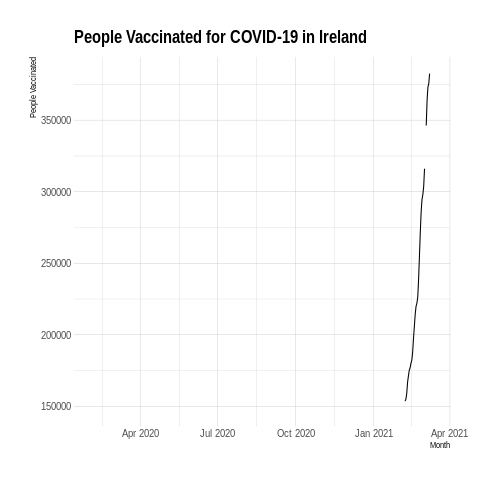 People Vaccinated for COVID-19 in Ireland
People Vaccinated
350000
300000
250000
200000
150000
Apr 2020 Jul 2020 Oct 2020 Jan 2021 Apr 2021
Month